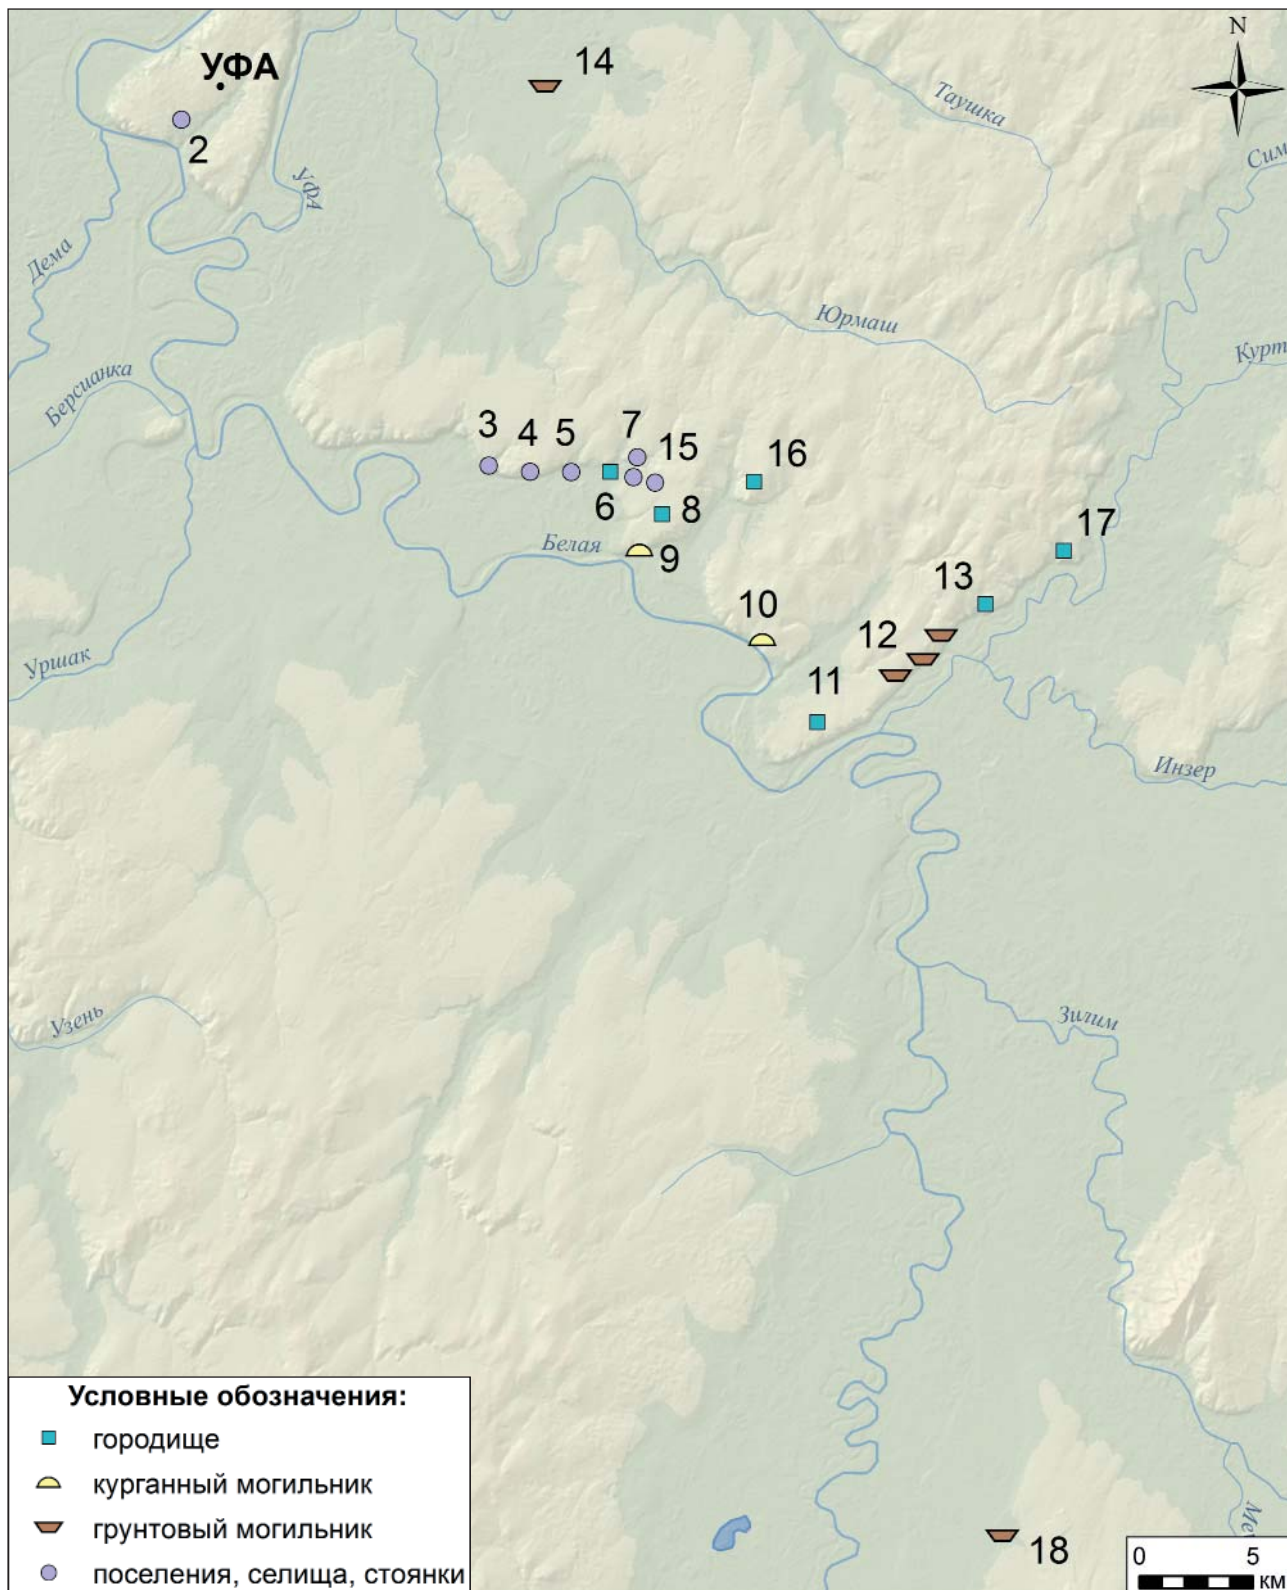 N
14
УФА
Таушка
Сим
2
УФА
Дема
Юрмаш
Курт
Берсианка
3
4
5
7
15
16
6
8
17
Белая
9
13
10
12
Уршак
11
Инзер
Узень
Зилим
Условные обозначения:
городище
курганный могильник
грунтовый могильник
поселения, селища, стоянки
18
0 5
км